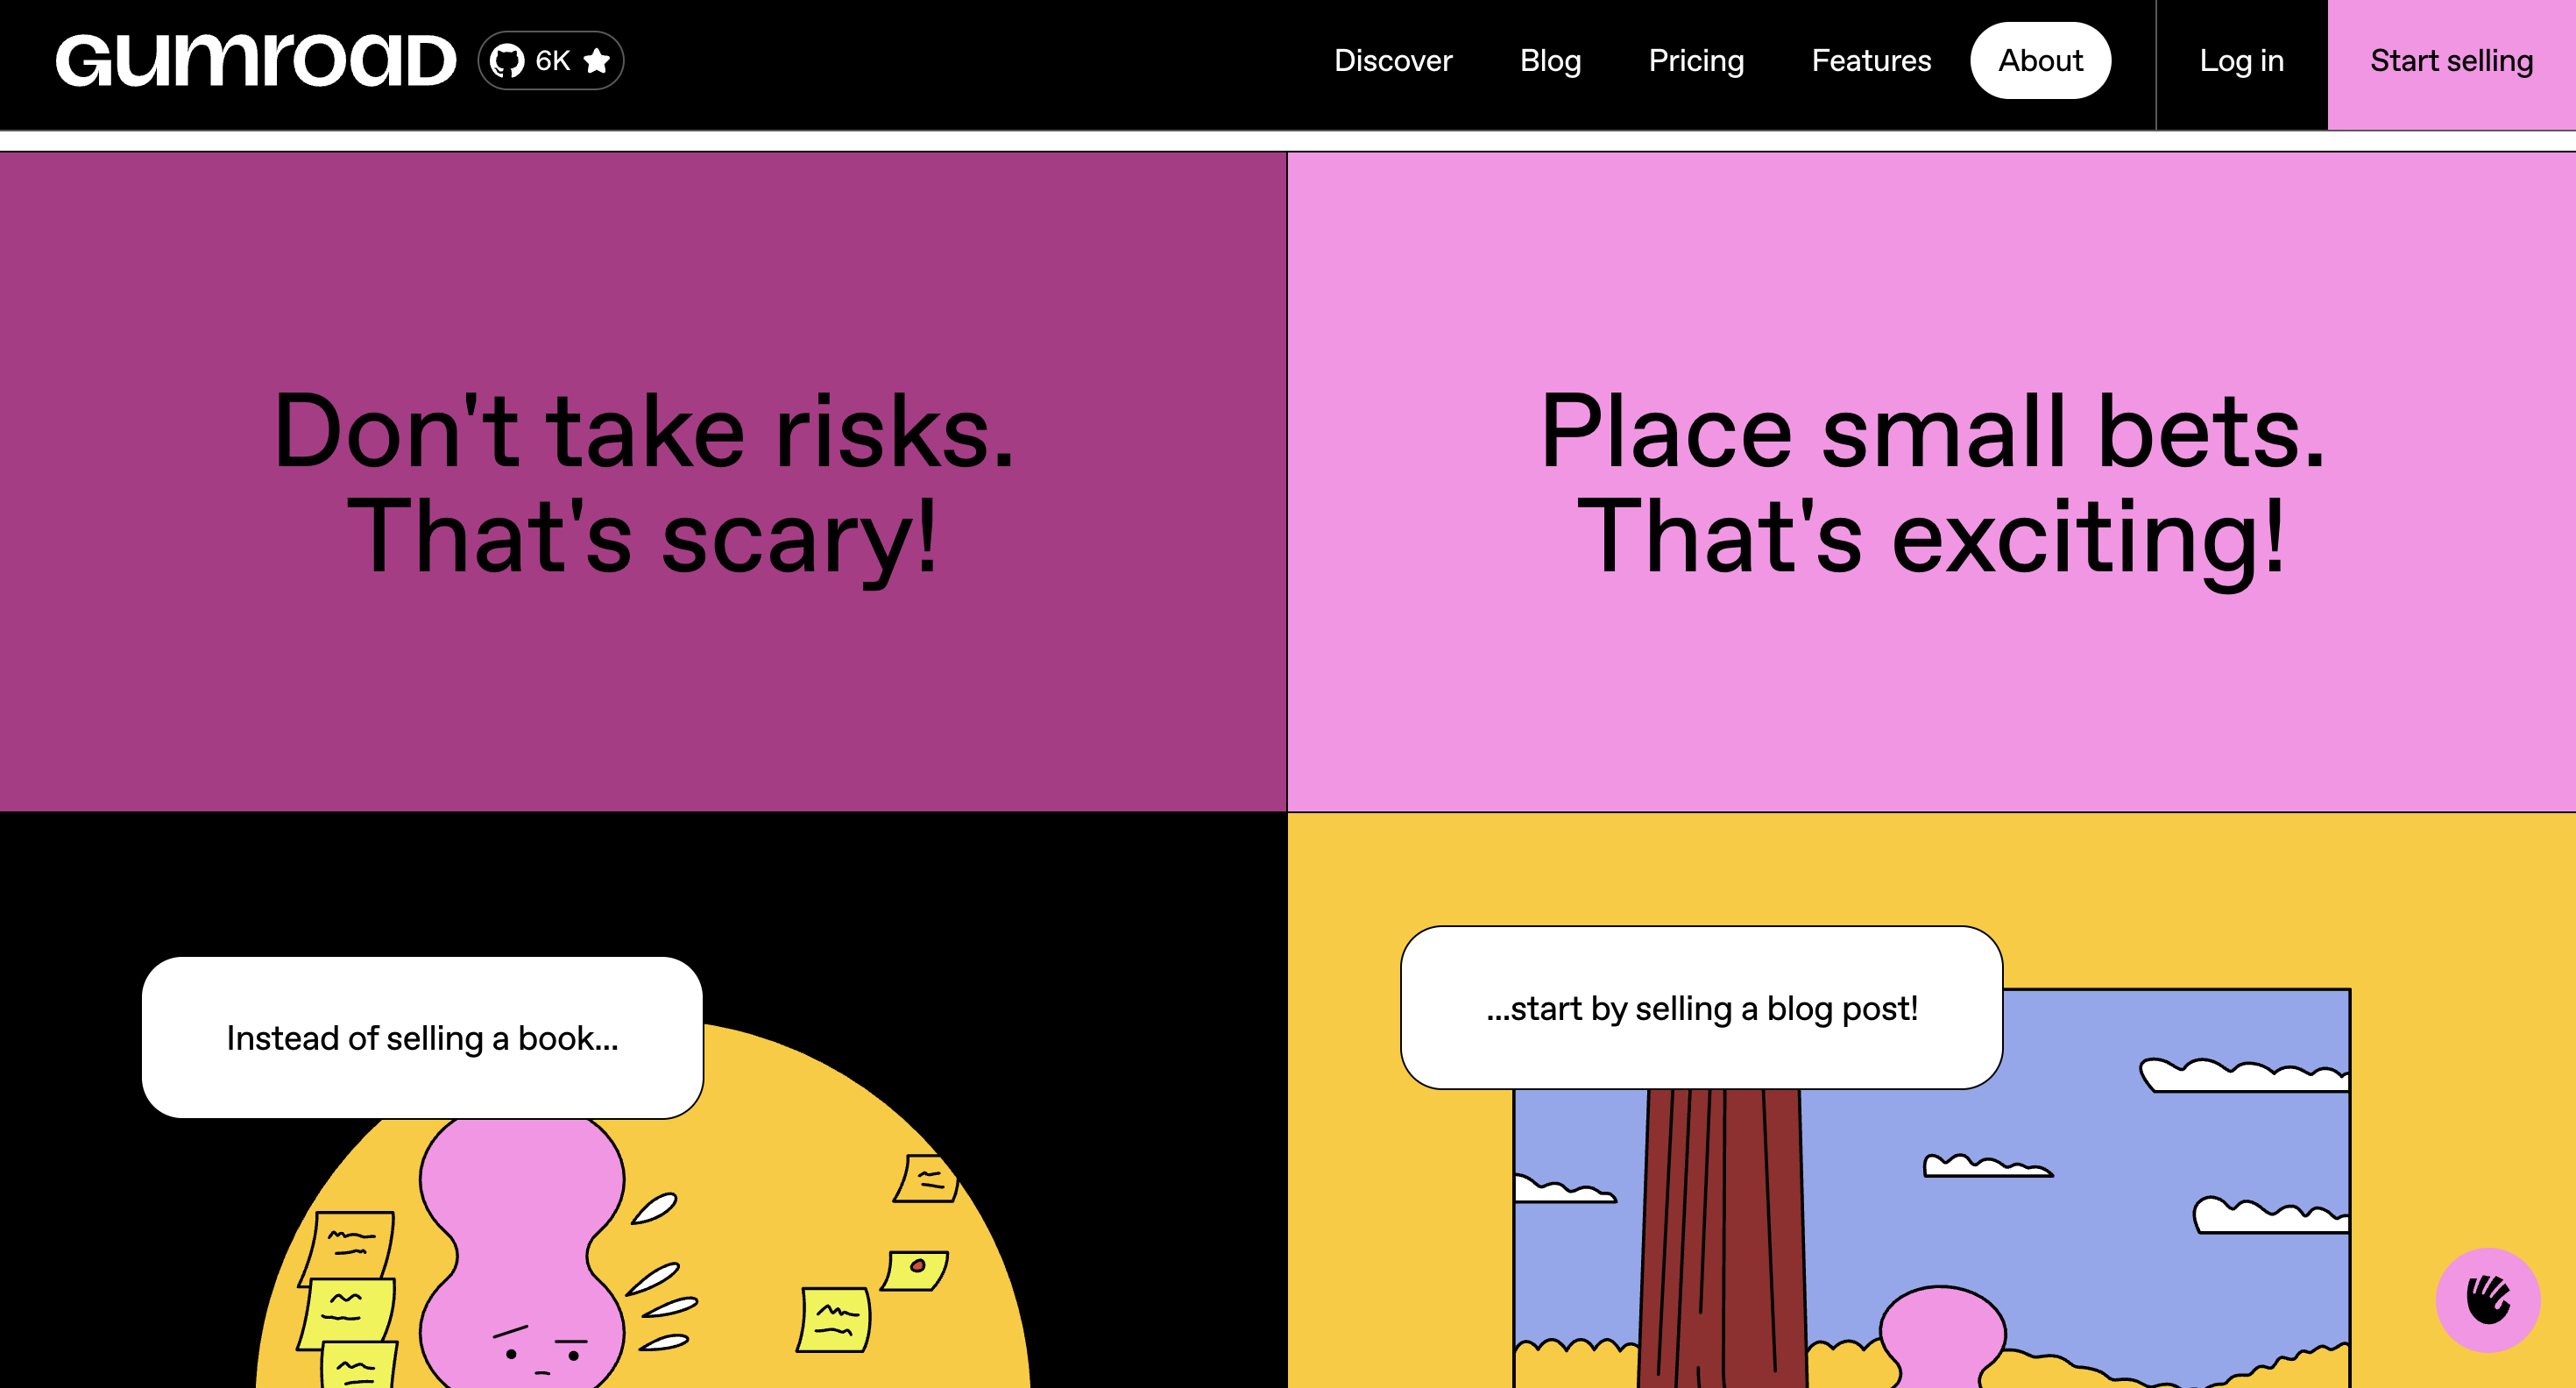 Gumroad
6K
Discover
Blog
Pricing
Features
About
Log in
Start selling
Don't take risks.
That's scary!
Place small bets.
That's exciting!
Instead of selling a book...
...start by selling a blog post!